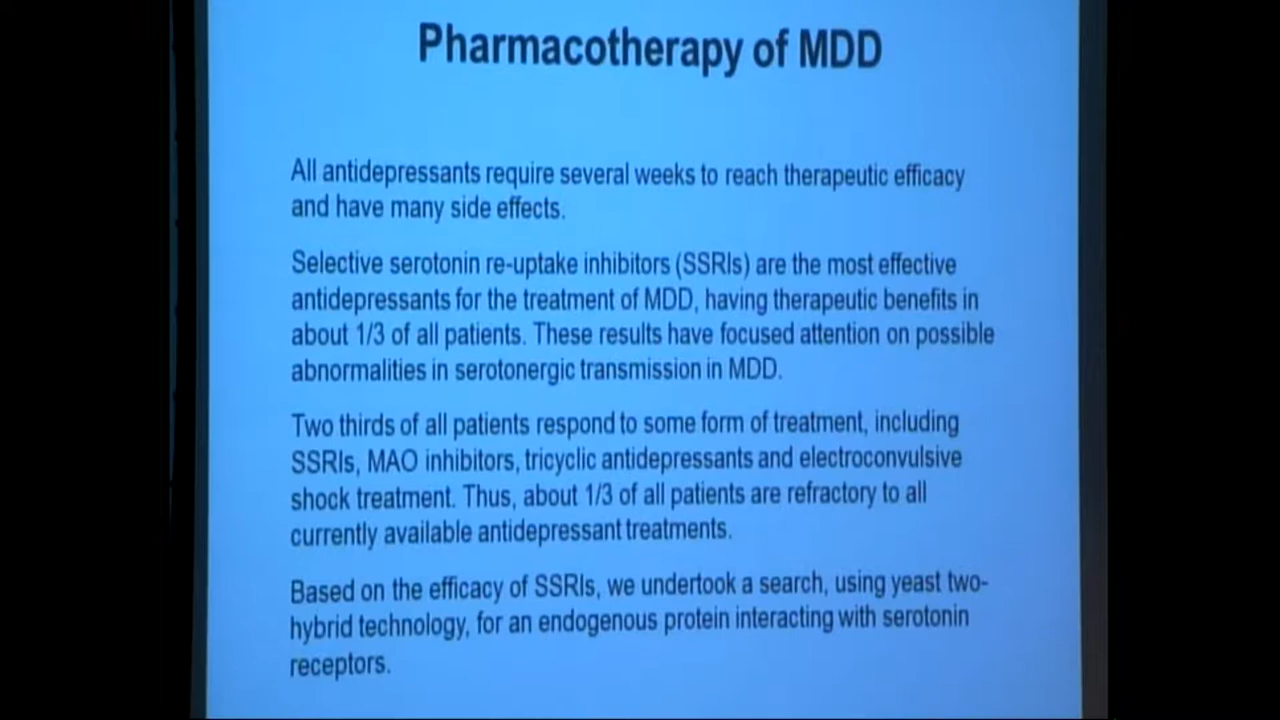 Pharmacotherapy of MDD
All antidepressants require several weeks to reach therapeutic efficacy
and have many side effects.
Selective serotonin re-uptake inhibitors (SSRIs) are the most effective
antidepressants for the treatment of MDD, having therapeutic benefits in
about 1/3 of all patients. These results have focused attention on possible
abnormalities in serotonergic transmission in MDD.
Two thirds of all patients respond to some form of treatment, including
SSRIs, MAO inhibitors, tricyclic antidepressants and electroconvulsive
shock treatment. Thus, about 1/3 of all patients are refractory to all
currently available antidepressant treatments.
Based on the efficacy of SSRIs, we undertook a search, using yeast two-
hybrid technology, for an endogenous protein interacting with serotonin
receptors.